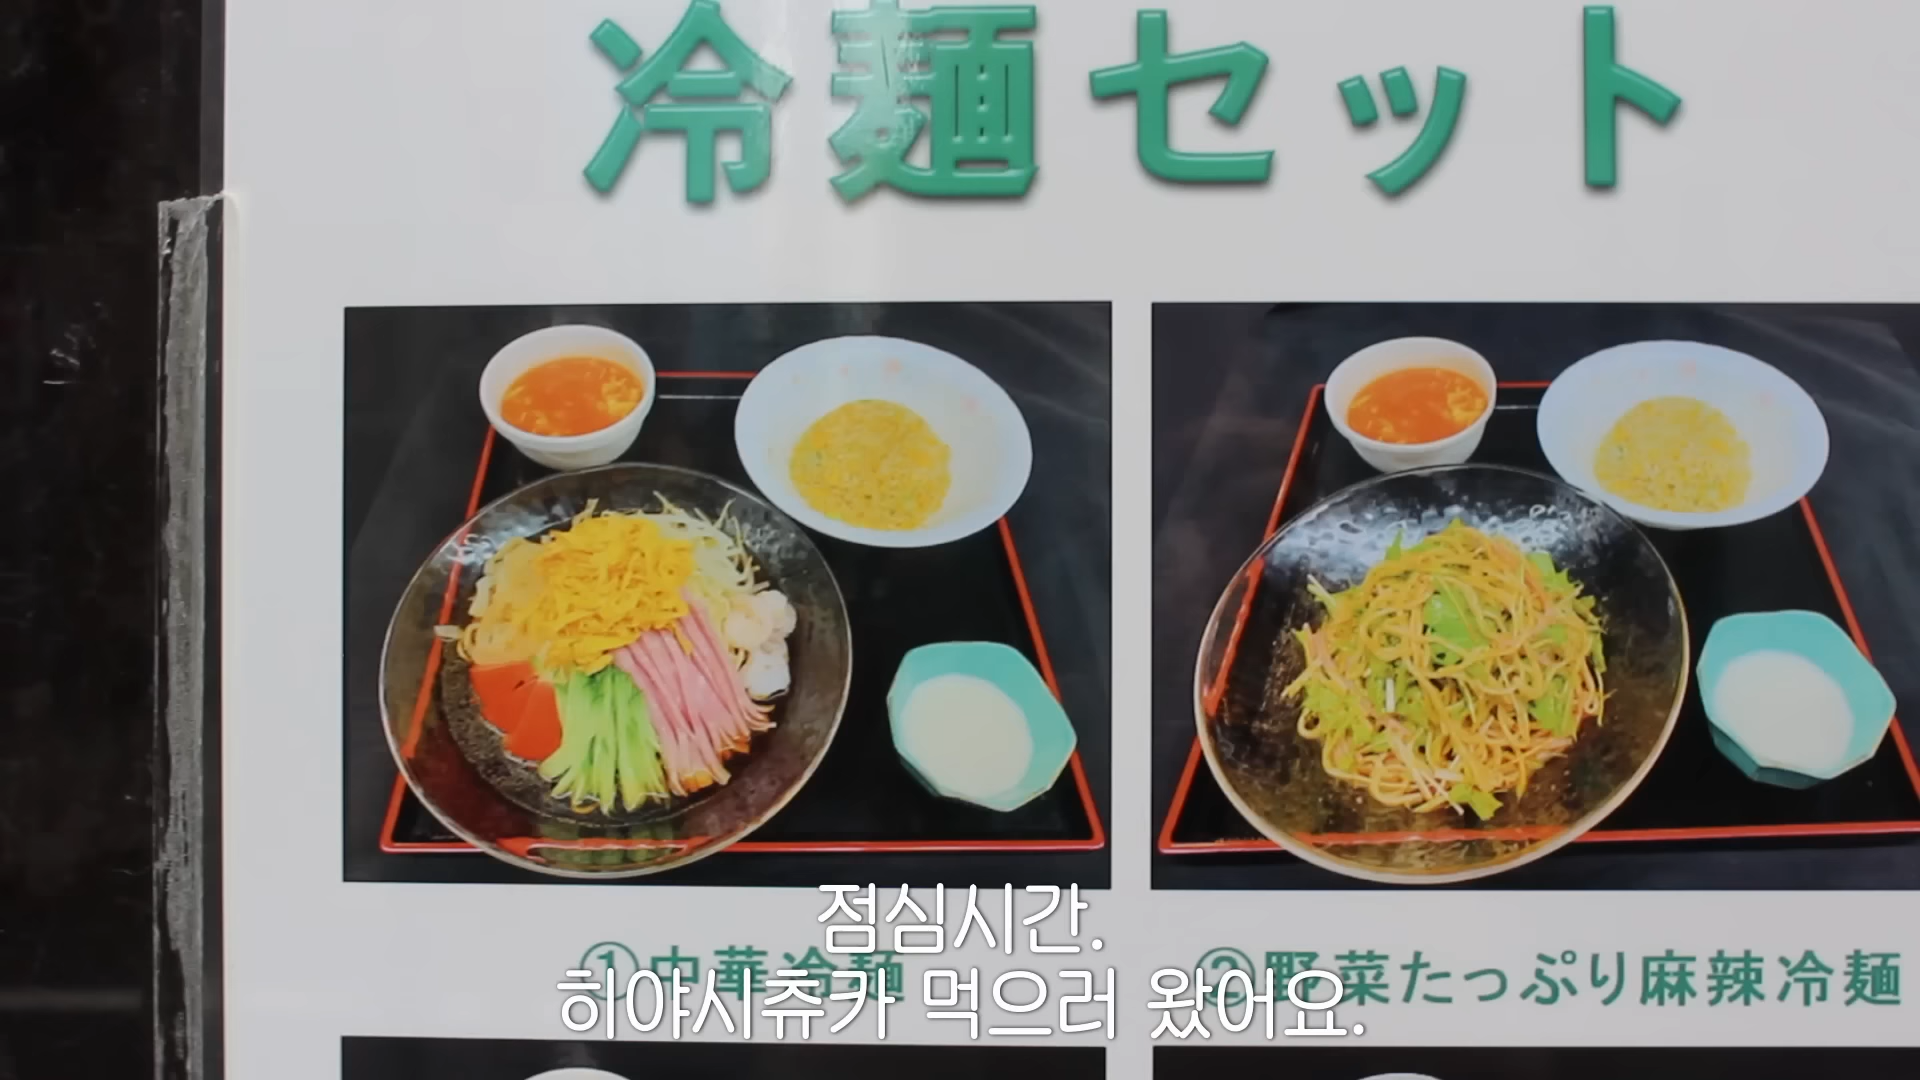 冷麺セット
①中華冷麺
②野菜たっぷり麻辣冷麺
점심시간.
히야시츄카 먹으러 왔어요.